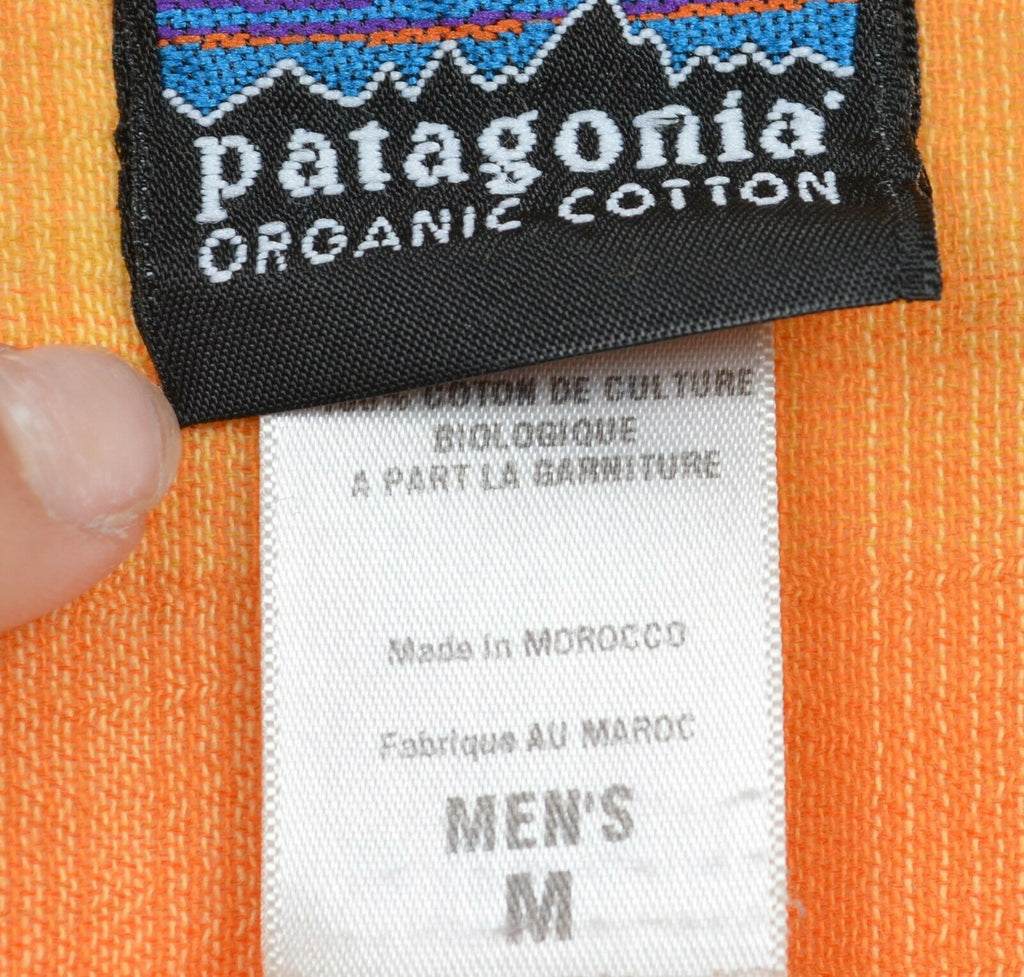 patagonia
ORGANIC COTTON
COTON DE CULTURE
BIOLOGIQUE
A PART LA GARNITURE
Made in MOROCCO
Fabrique AU MAROC
MEN'S
M